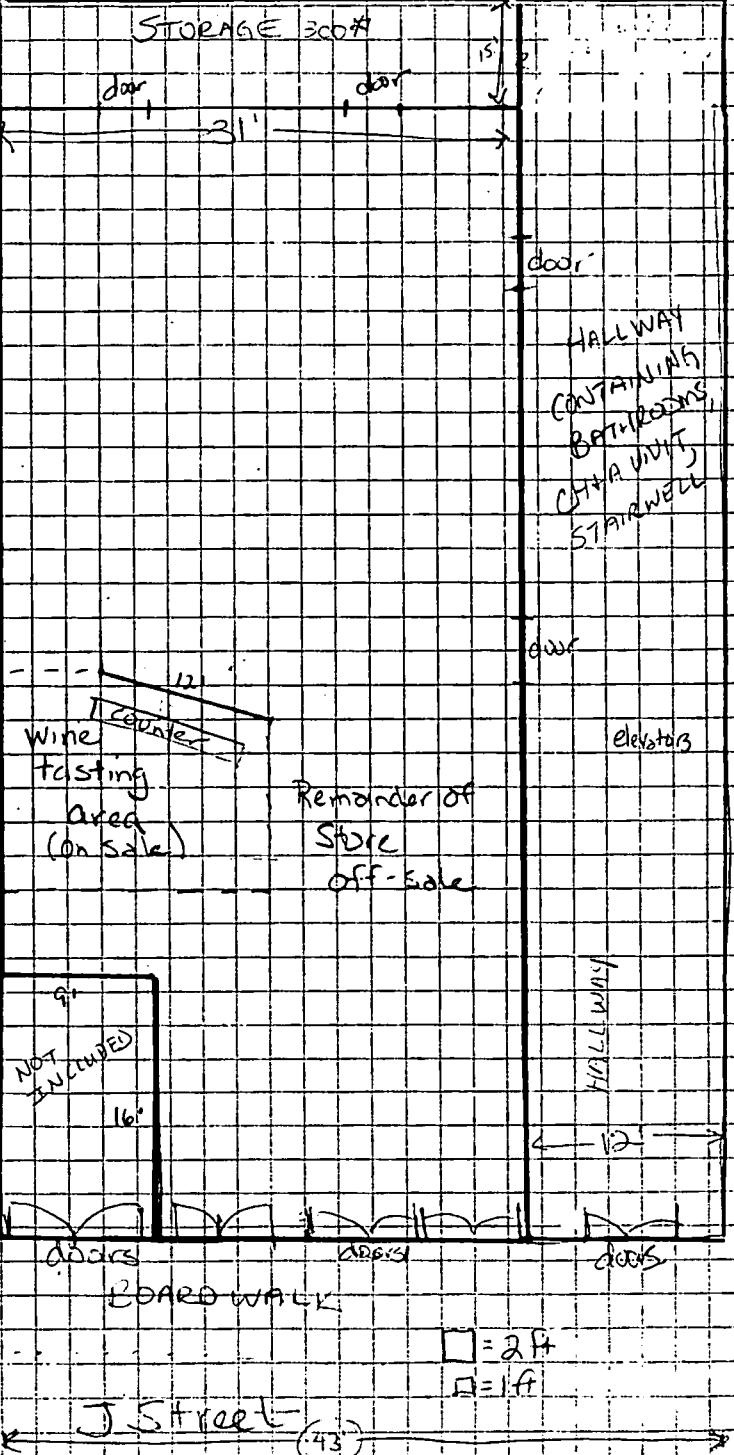 STORAGE 300#
15'
door
door
31'
door
HALLWAY
CONTAINING
BATHROOMS,
CH+A UNIT,
STAIRWELL
door
12'
counter
Wine
tasting
area
(On Sale)
elevators
Remainder of
Store
off-sale
9'
NOT
INCLUDED
16'
HALLWAY
12
doors
doors
doors
BOARDWALK
= 2 ft
= 1 ft
J Street
43'